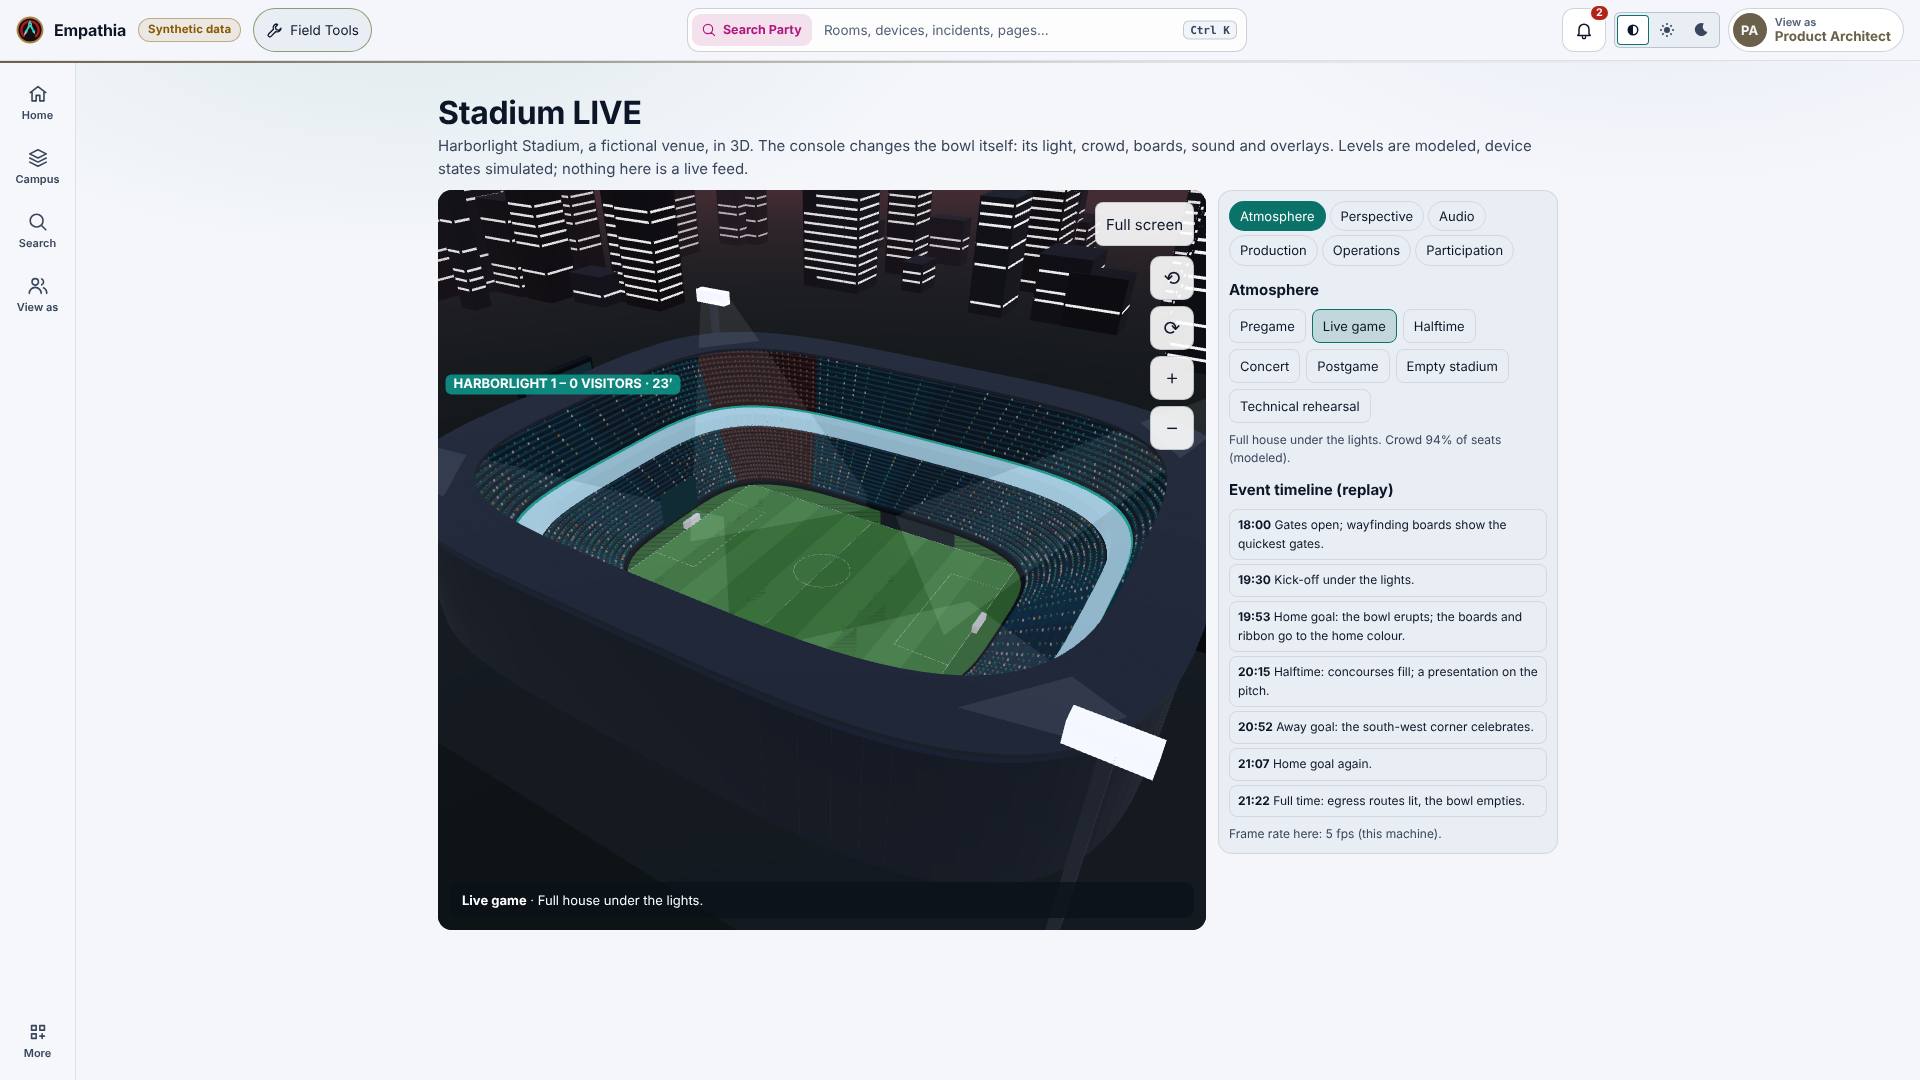 Empathia
Synthetic data
Field Tools
Search Party
Rooms, devices, incidents, pages...
Ctrl K
2
PA
View as
Product Architect
Home
Campus
Search
View as
More
Stadium LIVE
Harborlight Stadium, a fictional venue, in 3D. The console changes the bowl itself: its light, crowd, boards, sound and overlays. Levels are modeled, device
states simulated; nothing here is a live feed.
Full screen
HARBORLIGHT 1 – 0 VISITORS · 23’
Live game · Full house under the lights.
Atmosphere
Perspective
Audio
Production
Operations
Participation
Atmosphere
Pregame
Live game
Halftime
Concert
Postgame
Empty stadium
Technical rehearsal
Full house under the lights. Crowd 94% of seats
(modeled).
Event timeline (replay)
18:00 Gates open; wayfinding boards show the
quickest gates.
19:30 Kick-off under the lights.
19:53 Home goal: the bowl erupts; the boards and
ribbon go to the home colour.
20:15 Halftime: concourses fill; a presentation on the
pitch.
20:52 Away goal: the south-west corner celebrates.
21:07 Home goal again.
21:22 Full time: egress routes lit, the bowl empties.
Frame rate here: 5 fps (this machine).